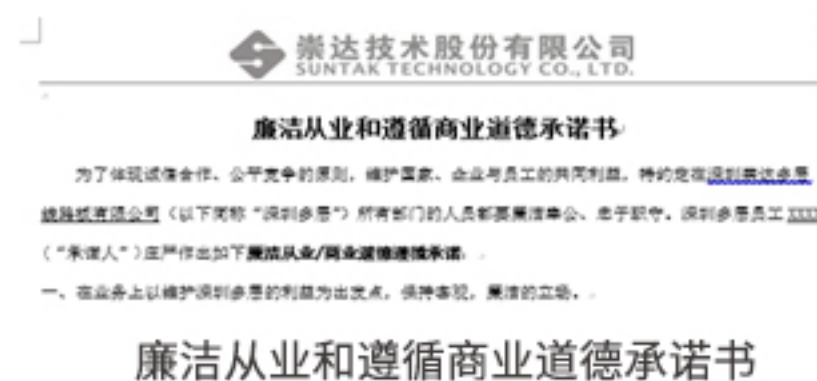 崇达技术股份有限公司
SUNTAK TECHNOLOGY CO., LTD.
廉洁从业和遵循商业道德承诺书
为了体现诚信合作、公平竞争的原则，维护国家、企业与员工的共同利益，特约定在深圳崇达多层
线路板有限公司（以下简称“深圳多层”）所有部门的人员都要廉洁奉公、忠于职守。深圳多层员工XXXX
（“承诺人”）庄严作出如下廉洁从业/商业道德遵循承诺。
一、在业务上以维护深圳多层的利益为出发点，保持客观，廉洁的立场。
廉洁从业和遵循商业道德承诺书